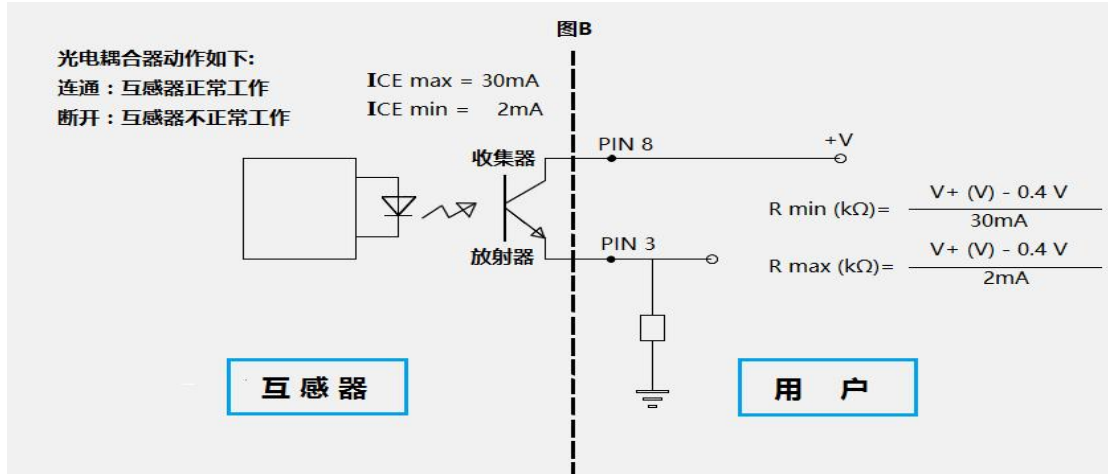 图B
光电耦合器动作如下:
连通：互感器正常工作
断开：互感器不正常工作
ICE max = 30mA
ICE min = 2mA
收集器
放射器
PIN 8
+V
PIN 3
R min (kΩ)= V+ (V) - 0.4 V
30mA
R max (kΩ)= V+ (V) - 0.4 V
2mA
互感器
用 户